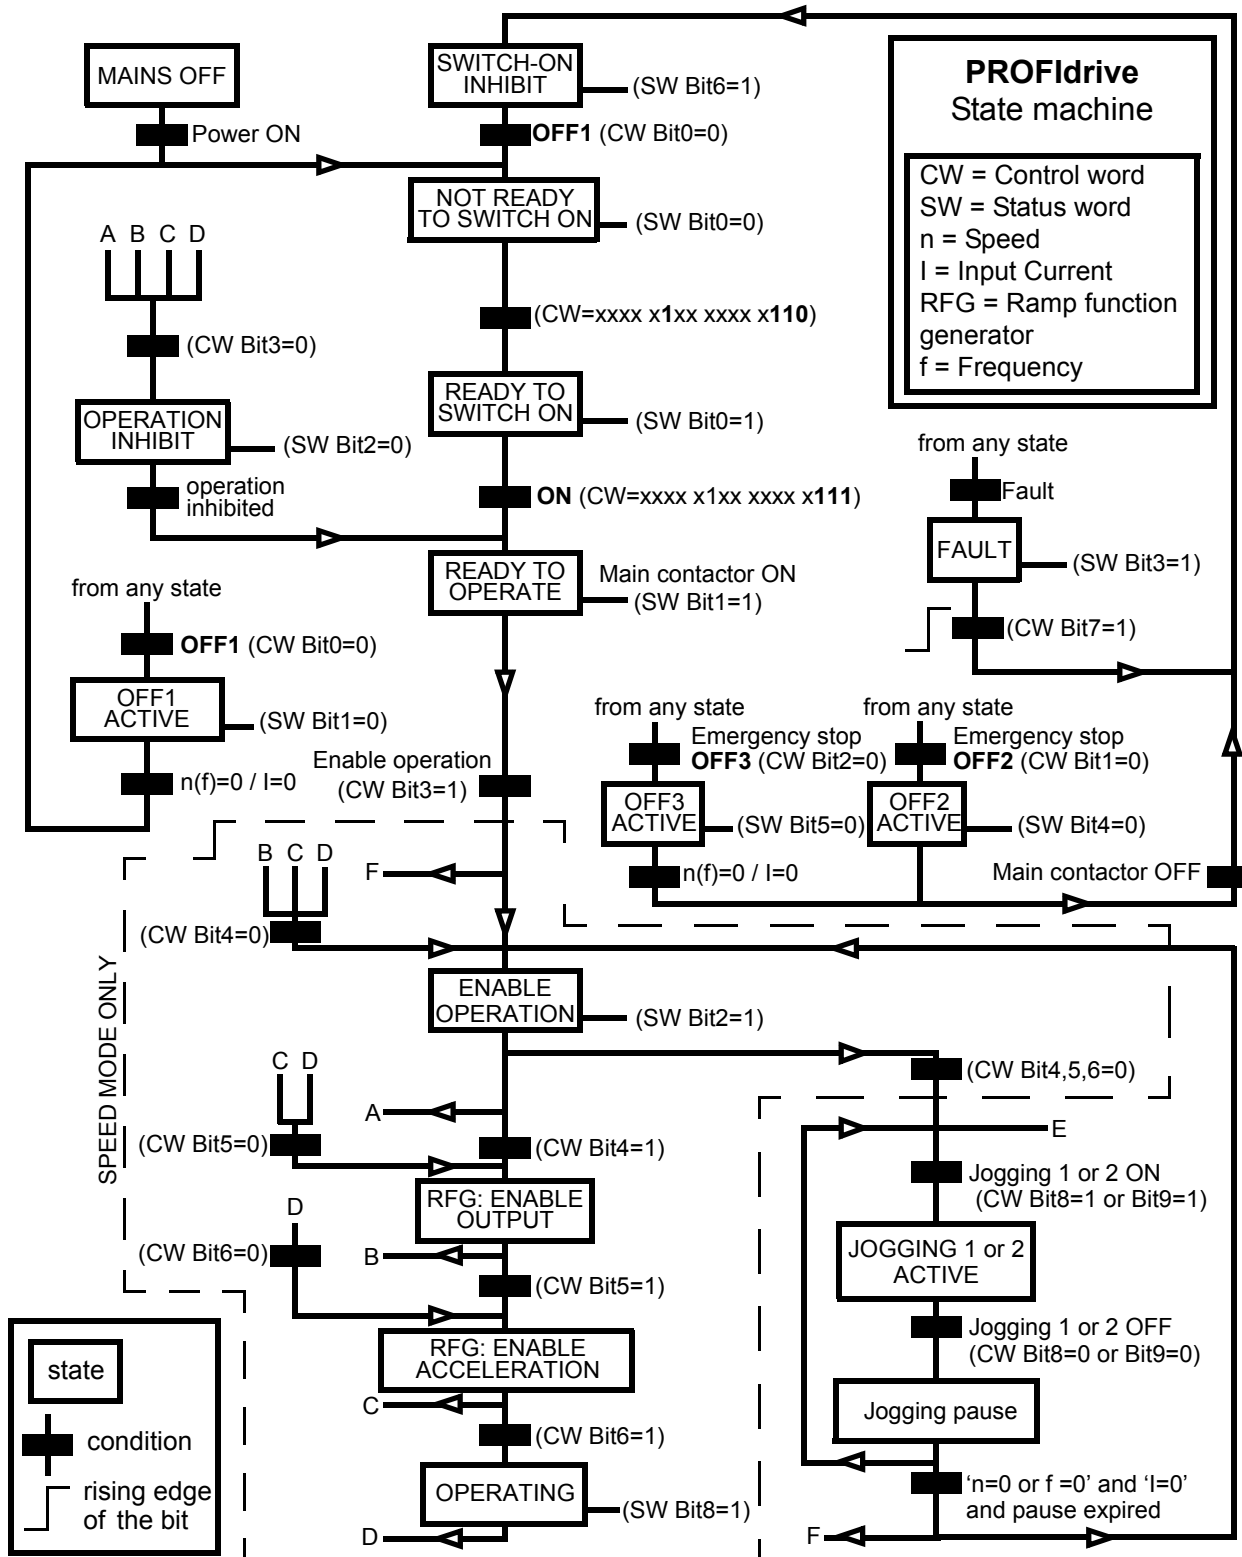 MAINS OFF
Power ON
SWITCH-ON
INHIBIT
(SW Bit6=1)
OFF1 (CW Bit0=0)
PROFIdrive
State machine
CW = Control word
SW = Status word
n = Speed
I = Input Current
RFG = Ramp function
generator
f = Frequency
NOT READY
TO SWITCH ON
(SW Bit0=0)
A B C D
(CW Bit3=0)
(CW=xxxx x1xx xxxx x110)
OPERATION
INHIBIT
(SW Bit2=0)
operation
inhibited
READY TO
SWITCH ON
(SW Bit0=1)
ON (CW=xxxx x1xx xxxx x111)
from any state
Fault
FAULT
(SW Bit3=1)
(CW Bit7=1)
READY TO
OPERATE
Main contactor ON
(SW Bit1=1)
from any state
OFF1 (CW Bit0=0)
OFF1
ACTIVE
(SW Bit1=0)
n(f)=0 / I=0
Enable operation
(CW Bit3=1)
from any state
Emergency stop
OFF3 (CW Bit2=0)
OFF3
ACTIVE
(SW Bit5=0)
n(f)=0 / I=0
from any state
Emergency stop
OFF2 (CW Bit1=0)
OFF2
ACTIVE
(SW Bit4=0)
Main contactor OFF
SPEED MODE ONLY
B C D
F
(CW Bit4=0)
ENABLE
OPERATION
(SW Bit2=1)
C D
A
(CW Bit5=0)
(CW Bit4=1)
(CW Bit4,5,6=0)
E
Jogging 1 or 2 ON
(CW Bit8=1 or Bit9=1)
RFG: ENABLE
OUTPUT
D
(CW Bit6=0)
B
(CW Bit5=1)
JOGGING 1 or 2
ACTIVE
Jogging 1 or 2 OFF
(CW Bit8=0 or Bit9=0)
RFG: ENABLE
ACCELERATION
C
(CW Bit6=1)
Jogging pause
OPERATING
(SW Bit8=1)
D
‘n=0 or f =0’ and ‘I=0’
and pause expired
F
state
condition
rising edge
of the bit